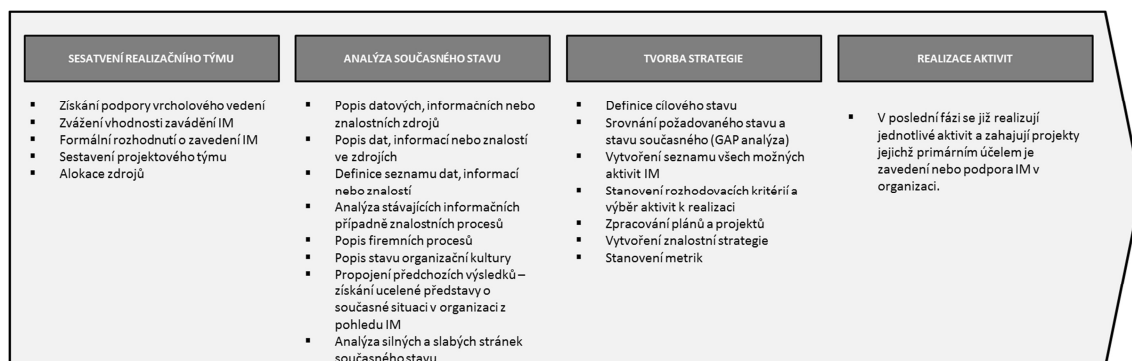 SESATVENÍ REALIZAČNÍHO TÝMU
▪ Získání podpory vrcholového vedení
▪ Zvážení vhodnosti zavádění IM
▪ Formální rozhodnutí o zavedení IM
▪ Sestavení projektového týmu
▪ Alokace zdrojů
ANALÝZA SOUČASNÉHO STAVU
▪ Popis datových, informačních nebo
znalostních zdrojů
▪ Popis dat, informací nebo znalostí
ve zdrojích
▪ Definice seznamu dat, informací
nebo znalostí
▪ Analýza stávajících informačních
případně znalostních procesů
▪ Popis firemních procesů
▪ Popis stavu organizační kultury
▪ Propojení předchozích výsledků –
získání ucelené představy o
současné situaci v organizaci z
pohledu IM
▪ Analýza silných a slabých stránek
současného stavu
TVORBA STRATEGIE
▪ Definice cílového stavu
▪ Srovnání požadovaného stavu a
stavu současného (GAP analýza)
▪ Vytvoření seznamu všech možných
aktivit IM
▪ Stanovení rozhodovacích kritérií a
výběr aktivit k realizaci
▪ Zpracování plánů a projektů
▪ Vytvoření znalostní strategie
▪ Stanovení metrik
REALIZACE AKTIVIT
▪ V poslední fázi se již realizují
jednotlivé aktivit a zahajují projekty
jejichž primárním účelem je
zavedení nebo podpora IM v
organizaci.